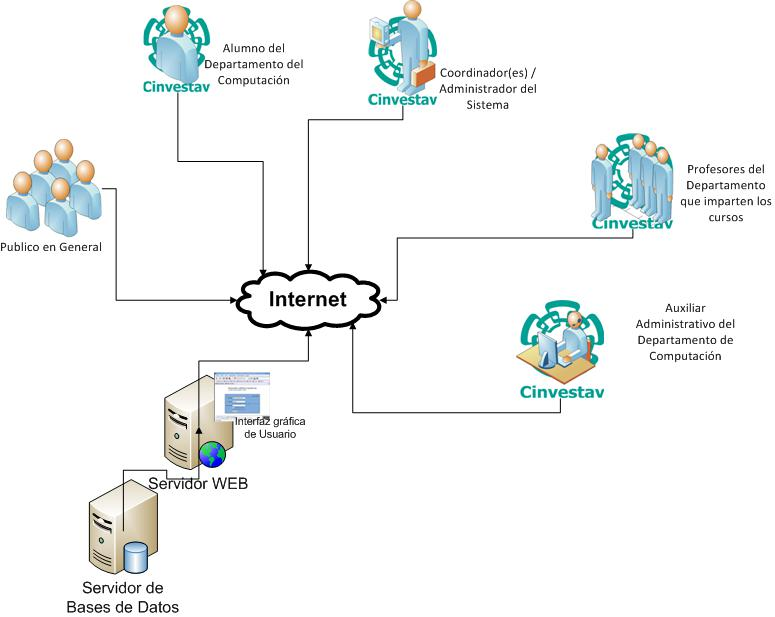 Alumno del
Departamento del
Computación
Cinvestav
Coordinador(es) /
Administrador del
Sistema
Cinvestav
Publico en General
Profesores del
Departamento
que imparten los
cursos
Cinvestav
Internet
Auxiliar
Administrativo del
Departamento de
Computación
Cinvestav
Interfaz gráfica
de Usuario
Servidor WEB
Servidor de
Bases de Datos